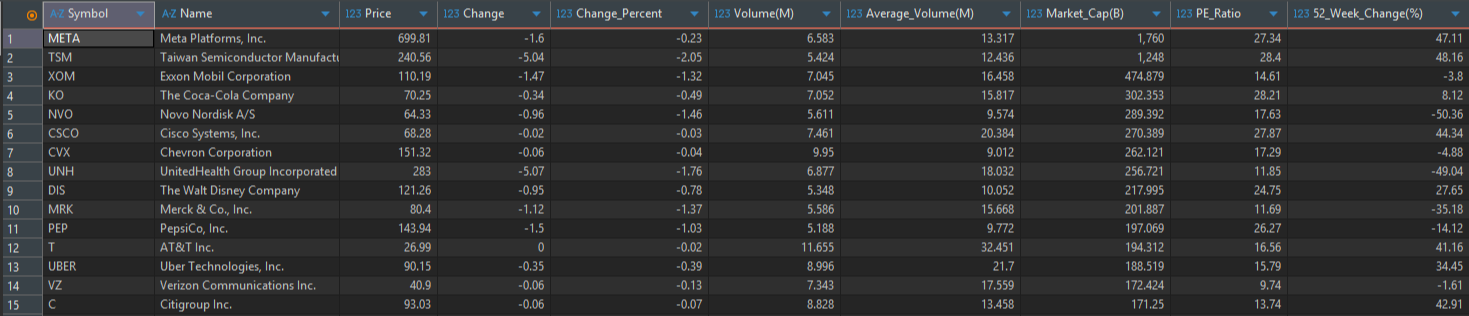 A-Z Symbol A-Z Name 123 Price 123 Change 123 Change_Percent 123 Volume(M) 123 Average_Volume(M) 123 Market_Cap(B) 123 PE_Ratio 123 52_Week_Change(%)
1 META Meta Platforms, Inc. 699.81 -1.6 -0.23 6.583 13.317 1,760 27.34 47.11
2 TSM Taiwan Semiconductor Manufactu 240.56 -5.04 -2.05 5.424 12.436 1,248 28.4 48.16
3 XOM Exxon Mobil Corporation 110.19 -1.47 -1.32 7.045 16.458 474.879 14.61 -3.8
4 KO The Coca-Cola Company 70.25 -0.34 -0.49 7.052 15.817 302.353 28.21 8.12
5 NVO Novo Nordisk A/S 64.33 -0.96 -1.46 5.611 9.574 289.392 17.63 -50.36
6 CSCO Cisco Systems, Inc. 68.28 -0.02 -0.03 7.461 20.384 270.389 27.87 44.34
7 CVX Chevron Corporation 151.32 -0.06 -0.04 9.95 9.012 262.121 17.29 -4.88
8 UNH UnitedHealth Group Incorporated 283 -5.07 -1.76 6.877 18.032 256.721 11.85 -49.04
9 DIS The Walt Disney Company 121.26 -0.95 -0.78 5.348 10.052 217.995 24.75 27.65
10 MRK Merck & Co., Inc. 80.4 -1.12 -1.37 5.586 15.668 201.887 11.69 -35.18
11 PEP PepsiCo, Inc. 143.94 -1.5 -1.03 5.188 9.772 197.069 26.27 -14.12
12 T AT&T Inc. 26.99 0 -0.02 11.655 32.451 194.312 16.56 41.16
13 UBER Uber Technologies, Inc. 90.15 -0.35 -0.39 8.996 21.7 188.519 15.79 34.45
14 VZ Verizon Communications Inc. 40.9 -0.06 -0.13 7.343 17.559 172.424 9.74 -1.61
15 C Citigroup Inc. 93.03 -0.06 -0.07 8.828 13.458 171.25 13.74 42.91